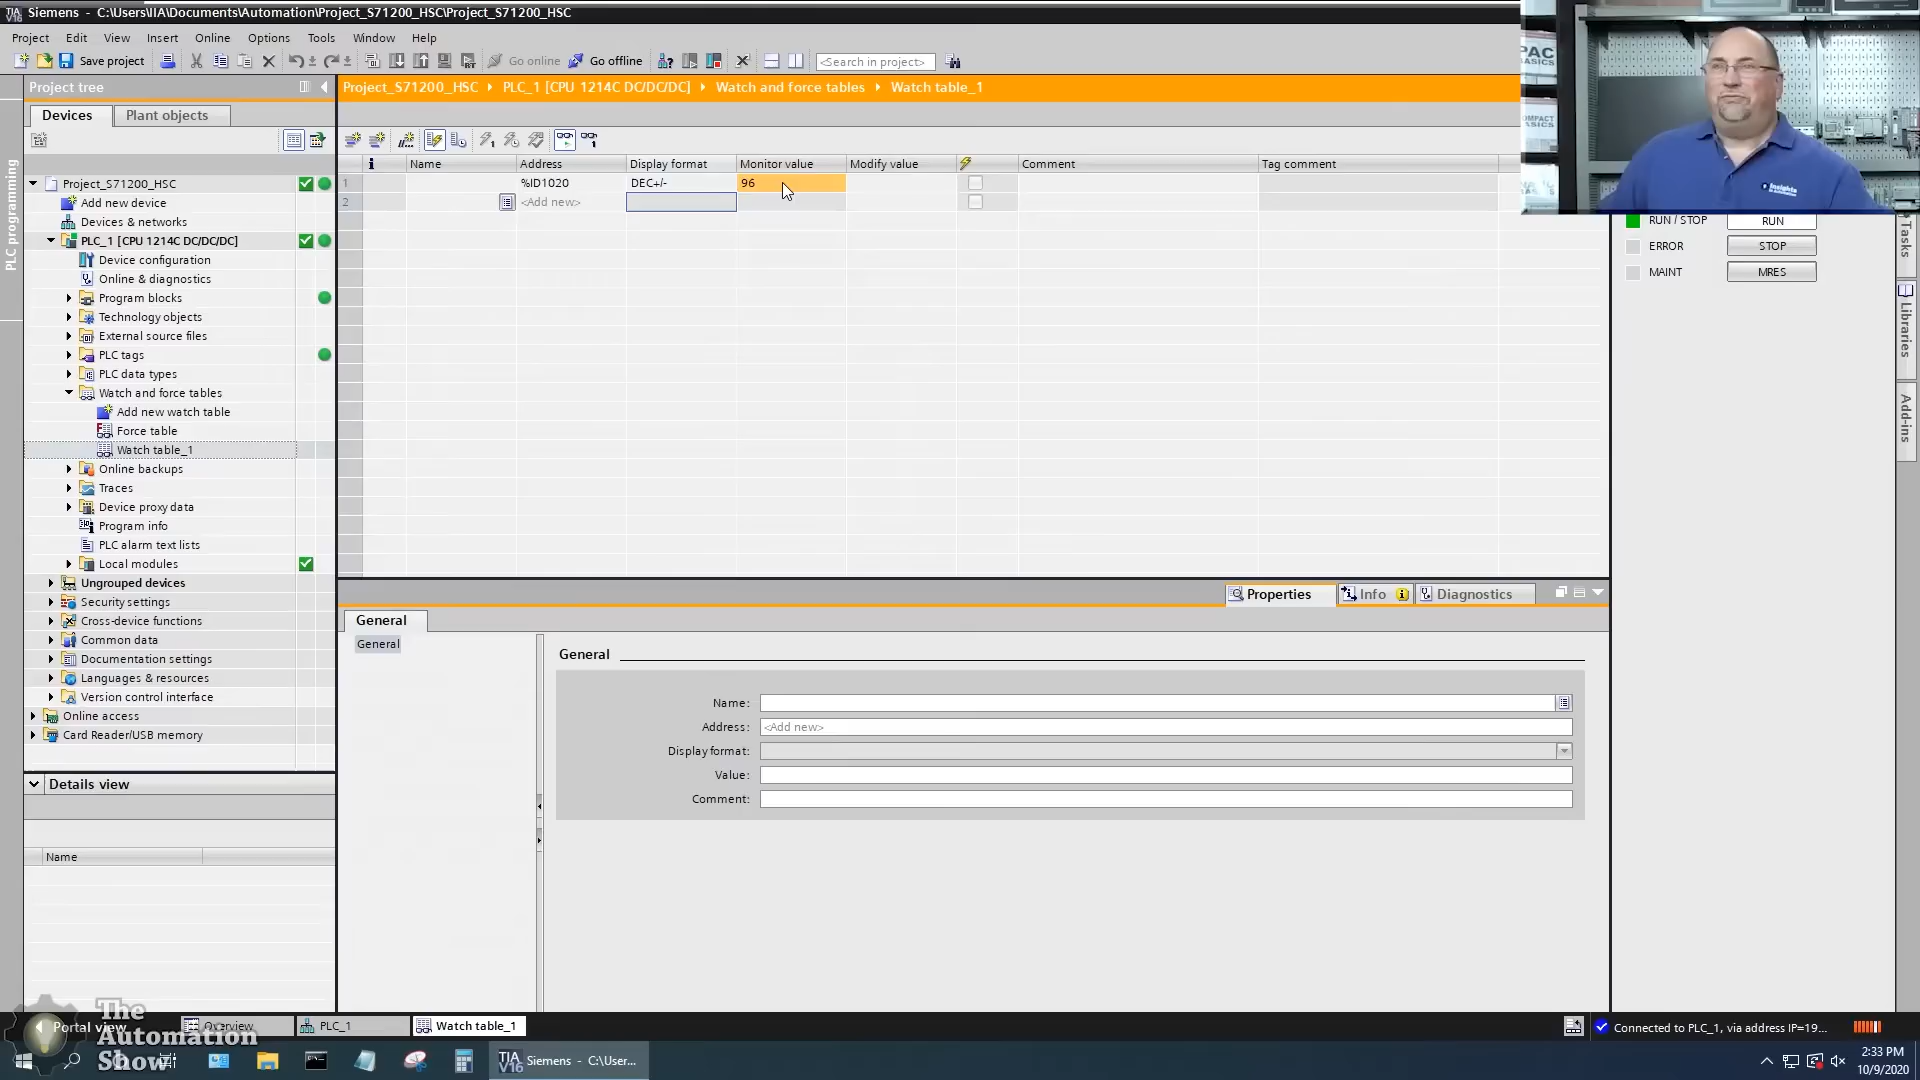 Siemens - C:\Users\IIA\Documents\Automation\Project_S71200_HSC\Project_S71200_HSC
Project Edit View Insert Online Options Tools Window Help
Save project
Go online
Go offline
<Search in project>
Project tree
Project_S71200_HSC
PLC_1 [CPU 1214C DC/DC/DC]
Watch and force tables
Watch table_1
Devices
Plant objects
PLC programming
i
Name
Address
Display format
Monitor value
Modify value
Comment
Tag comment
1
%ID1020
DEC+/-
96
2
<Add new>
Project_S71200_HSC
Add new device
Devices & networks
PLC_1 [CPU 1214C DC/DC/DC]
Device configuration
Online & diagnostics
Program blocks
Technology objects
External source files
PLC tags
PLC data types
Watch and force tables
Add new watch table
Force table
Watch table_1
Online backups
Traces
Device proxy data
Program info
PLC alarm text lists
Local modules
Ungrouped devices
Security settings
Cross-device functions
Common data
Documentation settings
Languages & resources
Version control interface
Online access
Card Reader/USB memory
Details view
Name
PAC
BASICS
COMPACT
BASICS
Insights
RUN / STOP
RUN
ERROR
STOP
MAINT
MRES
Tasks
Libraries
Add-ins
Properties
Info
Diagnostics
General
General
General
Name:
Address:
<Add new>
Display format:
Value:
Comment:
Portal view
Overview
PLC_1
Watch table_1
Connected to PLC_1, via address IP=19...
The
Automation
Show
TIA
V16
Siemens - C:\User...
2:33 PM
10/9/2020